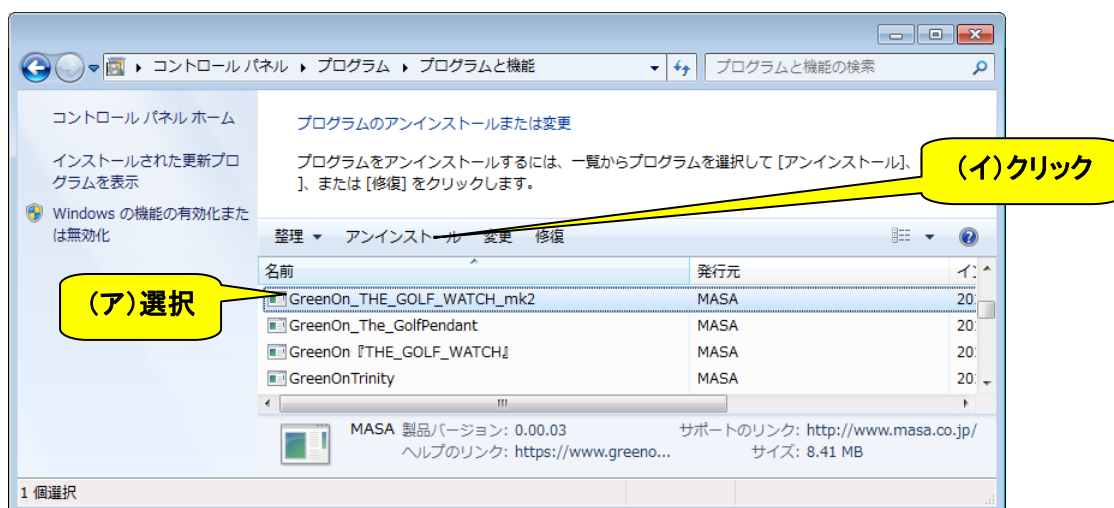 コントロール パネル ▸ プログラム ▸ プログラムと機能
プログラムと機能の検索
コントロール パネル ホーム
インストールされた更新プロ
グラムを表示
Windows の機能の有効化また
は無効化
プログラムのアンインストールまたは変更
プログラムをアンインストールするには、一覧からプログラムを選択して [アンインストール]、
]、または [修復] をクリックします。
(イ)クリック
整理 ▼ アンインストール 変更 修復
名前 発行元
(ア)選択
GreenOn_THE_GOLF_WATCH_mk2 MASA 20
GreenOn_The_GolfPendant MASA 20
GreenOn『THE_GOLF_WATCH』 MASA 20
GreenOnTrinity MASA 20
MASA 製品バージョン: 0.00.03 サポートのリンク: http://www.masa.co.jp/
ヘルプのリンク: https://www.greeno... サイズ: 8.41 MB
1 個選択